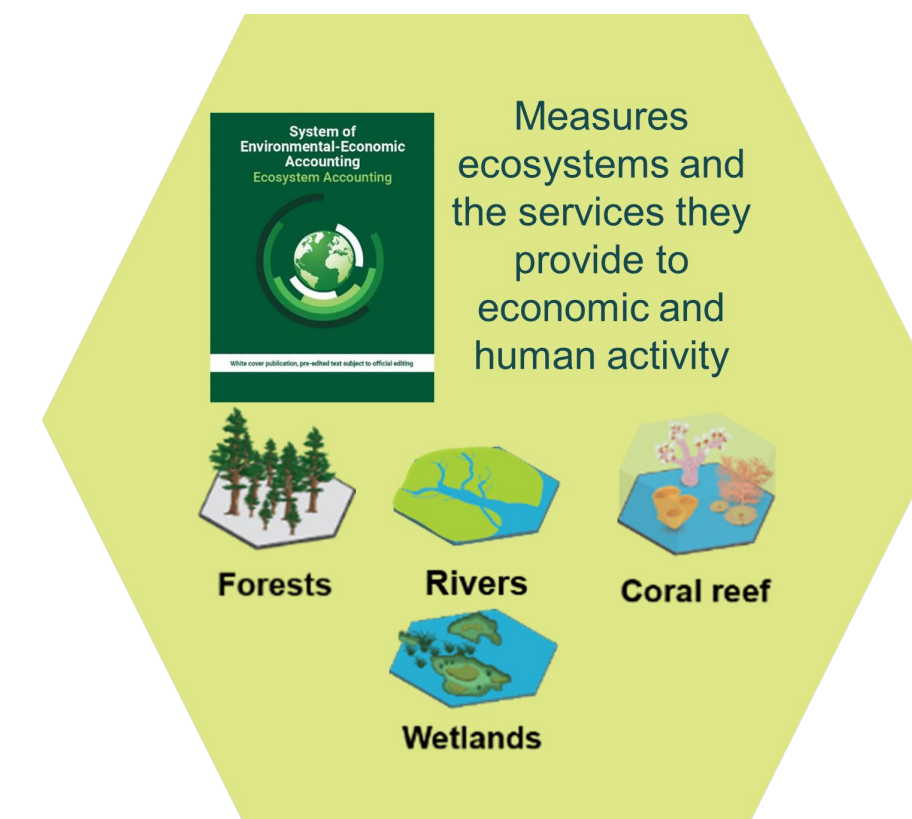 System of
Environmental-Economic
Accounting
Ecosystem Accounting
White cover publication, pre-edited text subject to official editing
Measures
ecosystems and
the services they
provide to
economic and
human activity
Forests
Rivers
Coral reef
Wetlands